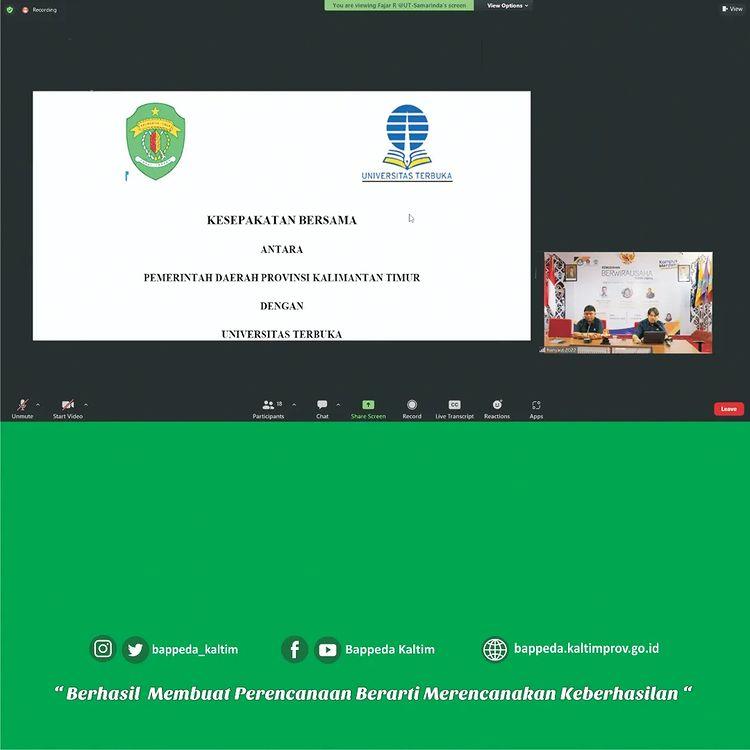 Recording
You are viewing Fajar R @UT-Samarinda's screen
View Options
View
UNIVERSITAS TERBUKA
KESEPAKATAN BERSAMA
ANTARA
PEMERINTAH DAERAH PROVINSI KALIMANTAN TIMUR
DENGAN
UNIVERSITAS TERBUKA
BERWIRAUSAHA
Unmute
Start Video
Participants
18
Chat
Share Screen
Record
Live Transcript
Reactions
Apps
Leave
bappeda_kaltim
Bappeda Kaltim
bappeda.kaltimprov.go.id
“ Berhasil Membuat Perencanaan Berarti Merencanakan Keberhasilan “